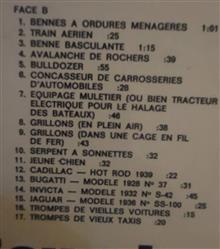 FACE B
1. BENNES A ORDURES MENAGERES 1:01
2. TRAIN AERIEN :25
3. BENNE BASCULANTE 1:15
4. AVALANCHE DE ROCHERS :39
5. BULLDOZER :55
6. CONCASSEUR DE CARROSSERIES
D'AUTOMOBILES :26
7. EQUIPAGE MULETIER (OU BIEN TRACTEUR
ELECTRIQUE POUR LE HALAGE
DES BATEAUX) :46
8. GRILLONS (EN PLEIN AIR) :38
9. GRILLONS (DANS UNE CAGE EN FIL
DE FER) :43
10. SERPENT A SONNETTES :32
11. JEUNE CHIEN :32
12. CADILLAC - HOT ROD 1939 :22
13. BUGATTI - MODELE 1928 Nº 37 :31
14. INVICTA - MODELE 1932 Nº S-42 :45
15. JAGUAR - MODELE 1936 Nº SS-100 :25
16. TROMPES DE VIEILLES VOITURES :15
17. TROMPES DE VIEUX TAXIS :20